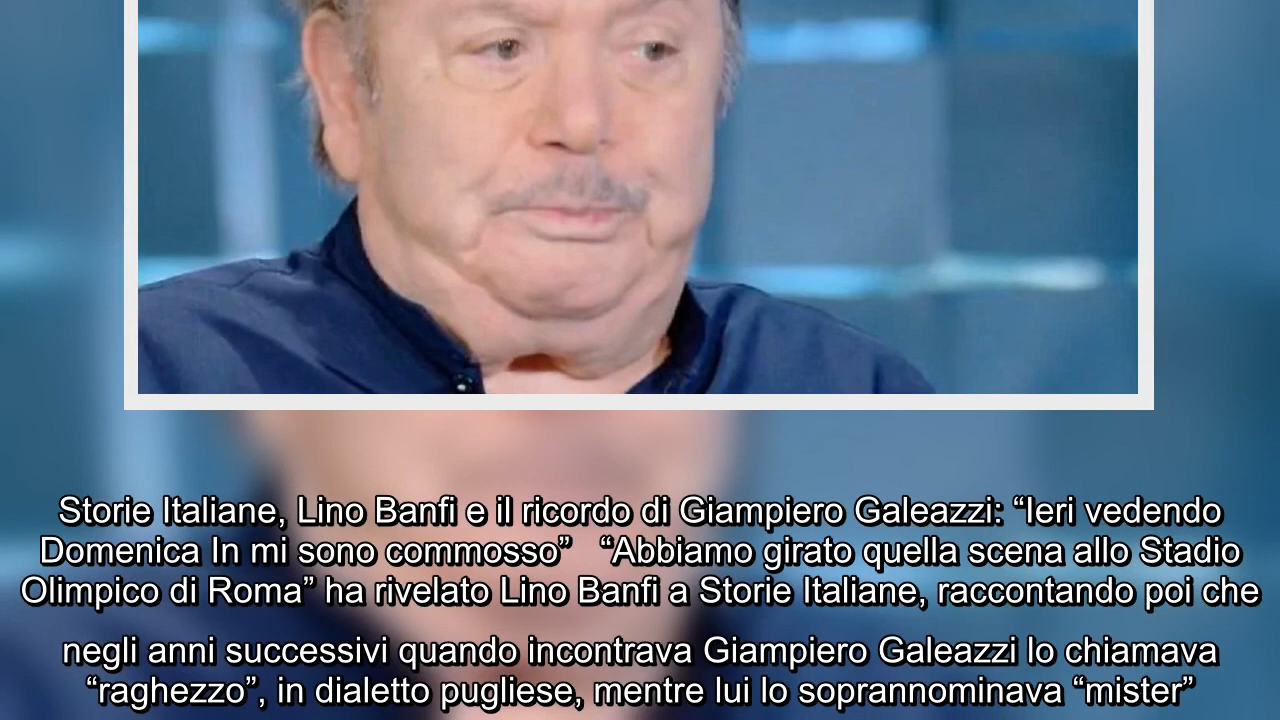 Storie Italiane, Lino Banfi e il ricordo di Giampiero Galeazzi: “Ieri vedendo
Domenica In mi sono commosso”   “Abbiamo girato quella scena allo Stadio
Olimpico di Roma” ha rivelato Lino Banfi a Storie Italiane, raccontando poi che
negli anni successivi quando incontrava Giampiero Galeazzi lo chiamava
“raghezzo”, in dialetto pugliese, mentre lui lo soprannominava “mister”